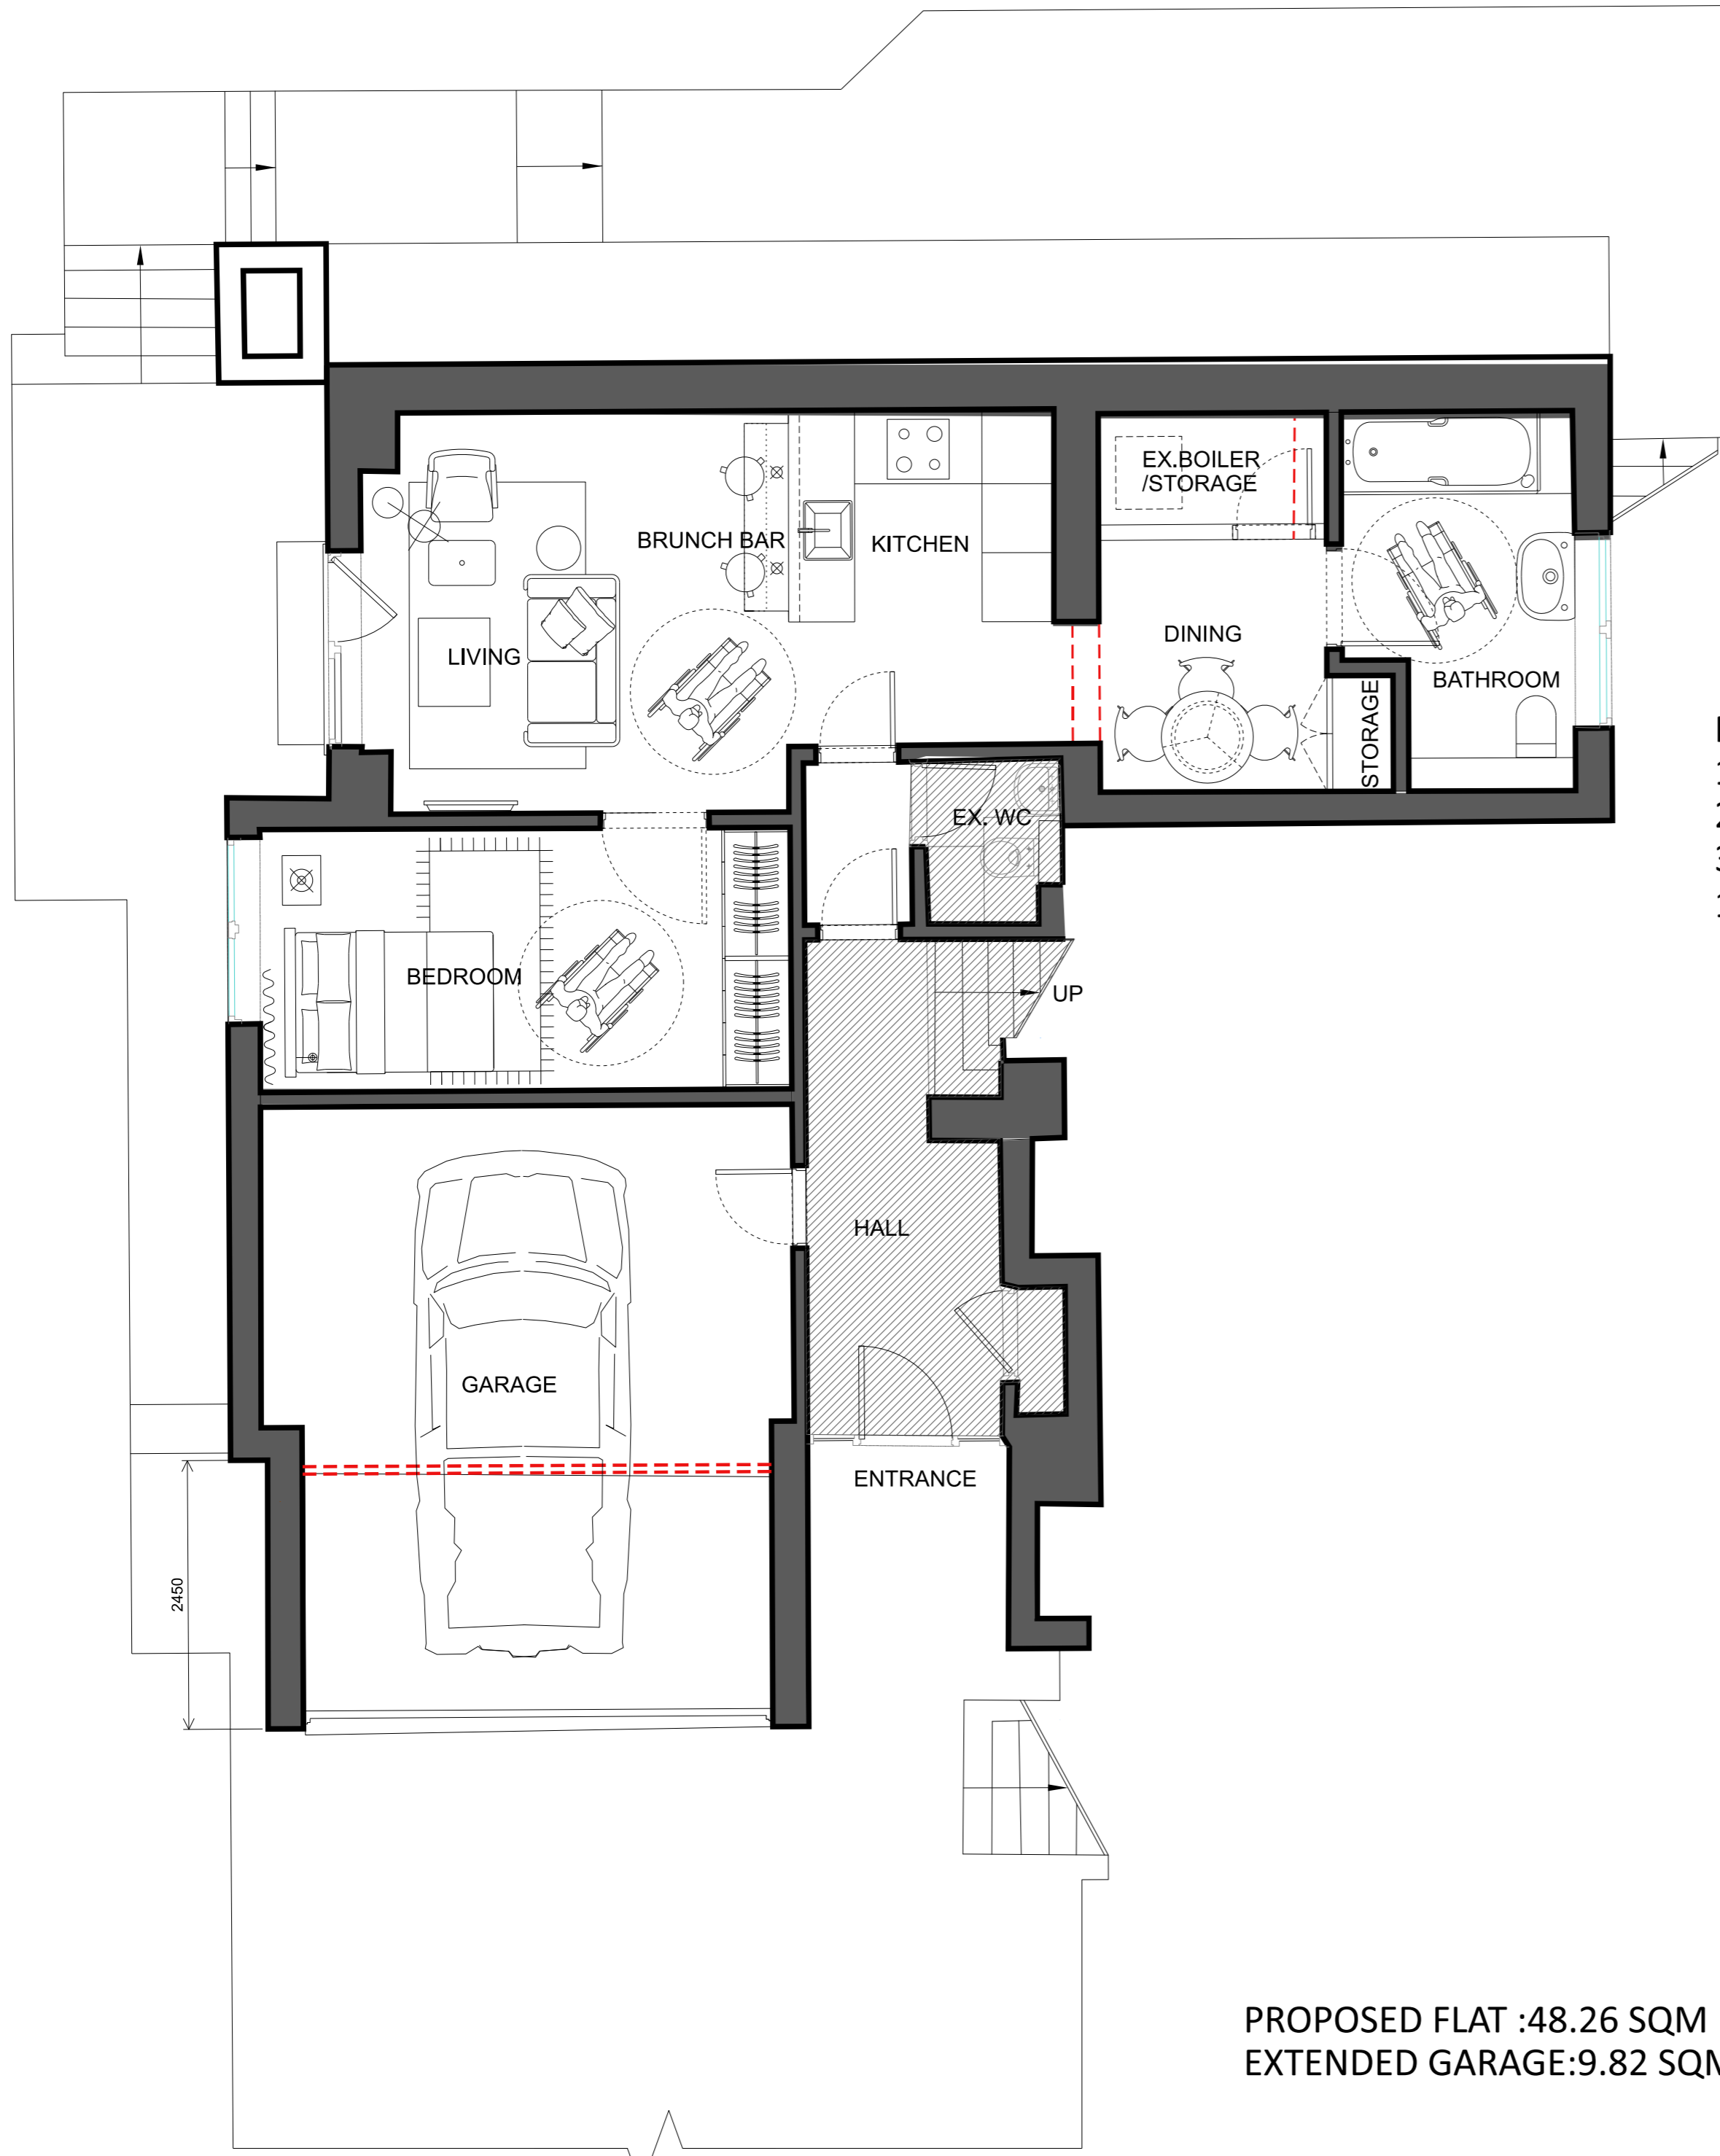 EX.BOILER
/STORAGE
BRUNCH BAR
KITCHEN
LIVING
DINING
BATHROOM
STORAGE
EX. WC
BEDROOM
UP
HALL
GARAGE
ENTRANCE
2450
PROPOSED FLAT :48.26 SQM
EXTENDED GARAGE:9.82 SQM